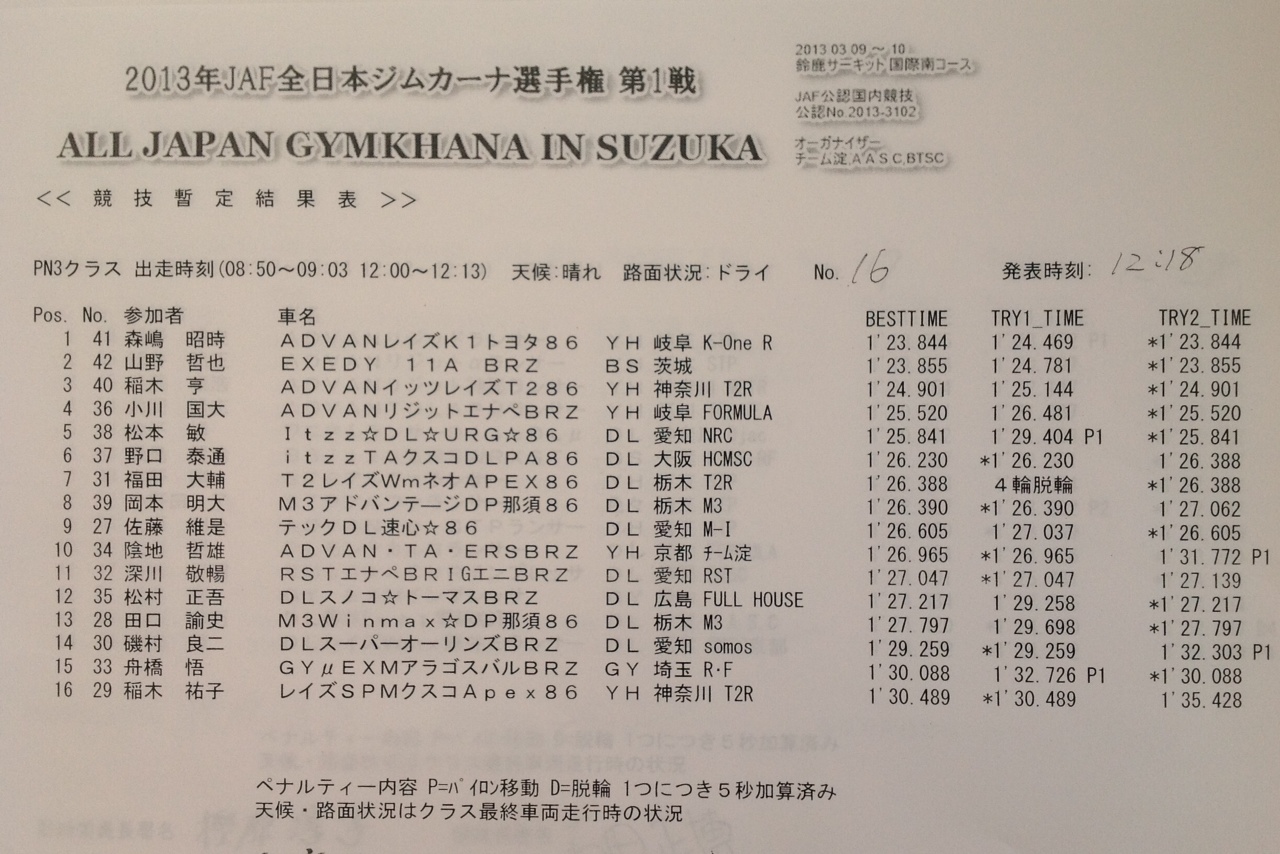 2013年JAF全日本ジムカーナ選手権 第1戦
ALL JAPAN GYMKHANA IN SUZUKA
2013 03 09 ～ 10
鈴鹿サーキット 国際南コース
JAF公認国内競技
公認No.2013-3102
オーガナイザー
チーム淀,AASC,BTSC
<< 競 技 暫 定 結 果 表 >>
PN3クラス 出走時刻(08:50～09:03 12:00～12:13) 天候:晴れ 路面状況:ドライ No. 16 発表時刻: 12:18
Pos. No. 参加者 車名 BESTTIME TRY1_TIME TRY2_TIME
1 41 森嶋 昭時 ADVANレイズK1トヨタ86 YH 岐阜 K-One R 1'23.844 1'24.469 *1'23.844
2 42 山野 哲也 EXEDY 11A BRZ BS 茨城 1'23.855 1'24.781 *1'23.855
3 40 稲木 亨 ADVANイッツレイズT286 YH 神奈川 T2R 1'24.901 1'25.144 *1'24.901
4 36 小川 国大 ADVANリジットエナペBRZ YH 岐阜 FORMULA 1'25.520 1'26.481 *1'25.520
5 38 松本 敏 Itzz☆DL☆URG☆86 DL 愛知 NRC 1'25.841 1'29.404 P1 *1'25.841
6 37 野口 泰通 itzzTAクスコDLPA86 DL 大阪 HCMSC 1'26.230 *1'26.230 1'26.388
7 31 福田 大輔 T2レイズWmネオAPEX86 DL 栃木 T2R 1'26.388 4輪脱輪 *1'26.388
8 39 岡本 明大 M3アドバンテージDP那須86 DL 栃木 M3 1'26.390 *1'26.390 1'27.062
9 27 佐藤 維是 テックDL速心☆86 DL 愛知 M-I 1'26.605 1'27.037 *1'26.605
10 34 陰地 哲雄 ADVAN・TA・ERSBRZ YH 京都 ﾁｰﾑ淀 1'26.965 *1'26.965 1'31.772 P1
11 32 深川 敬暢 RSTエナペBRIGエニBRZ DL 愛知 RST 1'27.047 *1'27.047 1'27.139
12 35 松村 正吾 DLスノコ☆トーマスBRZ DL 広島 FULL HOUSE 1'27.217 1'29.258 *1'27.217
13 28 田口 諭史 M3Winmax☆DP那須86 DL 栃木 M3 1'27.797 1'29.698 *1'27.797
14 30 磯村 良二 DLスーパーオーリンズBRZ DL 愛知 somos 1'29.259 *1'29.259 1'32.303 P1
15 33 舟橋 悟 GYμEXMアラゴスバルBRZ GY 埼玉 R･F 1'30.088 1'32.726 P1 *1'30.088
16 29 稲木 祐子 レイズSPMクスコApex86 YH 神奈川 T2R 1'30.489 *1'30.489 1'35.428
ペナルティー内容 P=ﾊﾟｲﾛﾝ移動 D=脱輪 1つにつき5秒加算済み
天候・路面状況はクラス最終車両走行時の状況